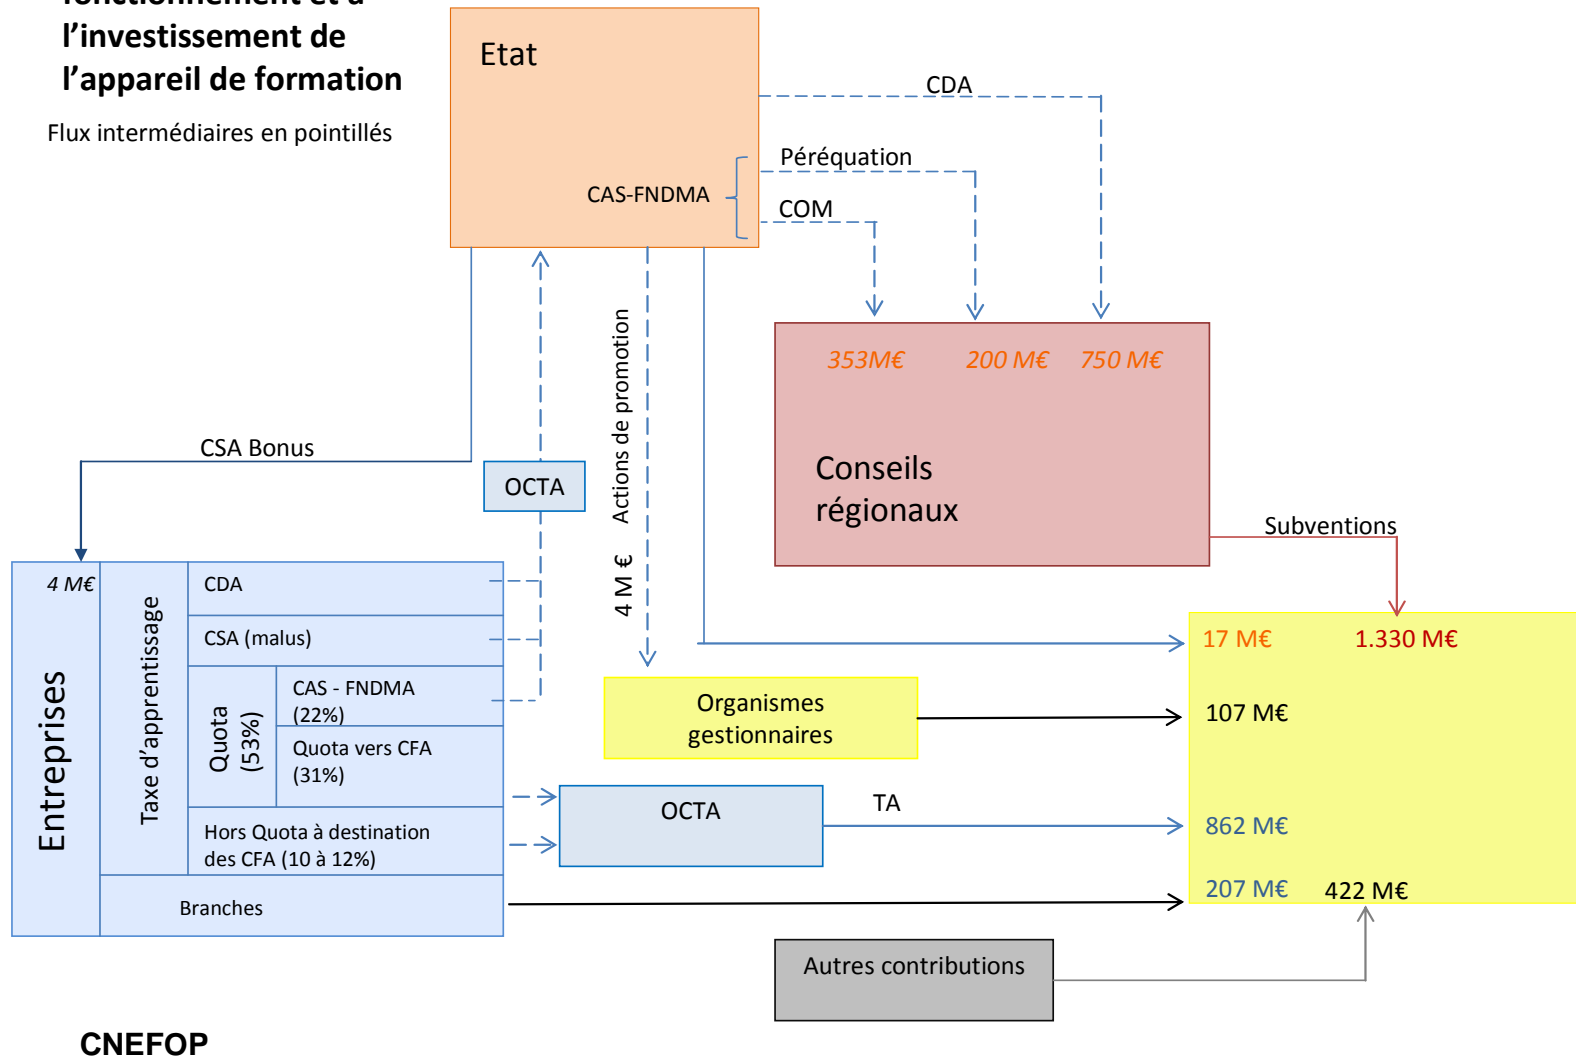 fonctionnement et à
l'investissement de
l'appareil de formation
Flux intermédiaires en pointillés
Etat
CDA
Péréquation
CAS-FNDMA
COM
353M€ 200 M€ 750 M€
Conseils
régionaux
Subventions
CSA Bonus
OCTA
4 M € Actions de promotion
Entreprises
4 M€
Taxe d'apprentissage
CDA
CSA (malus)
Quota
(53%)
CAS - FNDMA
(22%)
Quota vers CFA
(31%)
Hors Quota à destination
des CFA (10 à 12%)
Branches
Organismes
gestionnaires
OCTA
TA
17 M€ 1.330 M€
107 M€
862 M€
207 M€ 422 M€
Autres contributions
CNEFOP